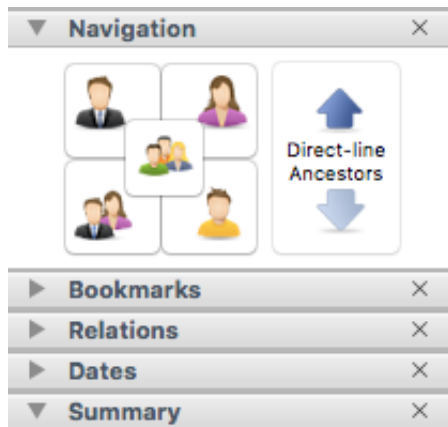 Navigation
Direct-line
Ancestors
Bookmarks
Relations
Dates
Summary